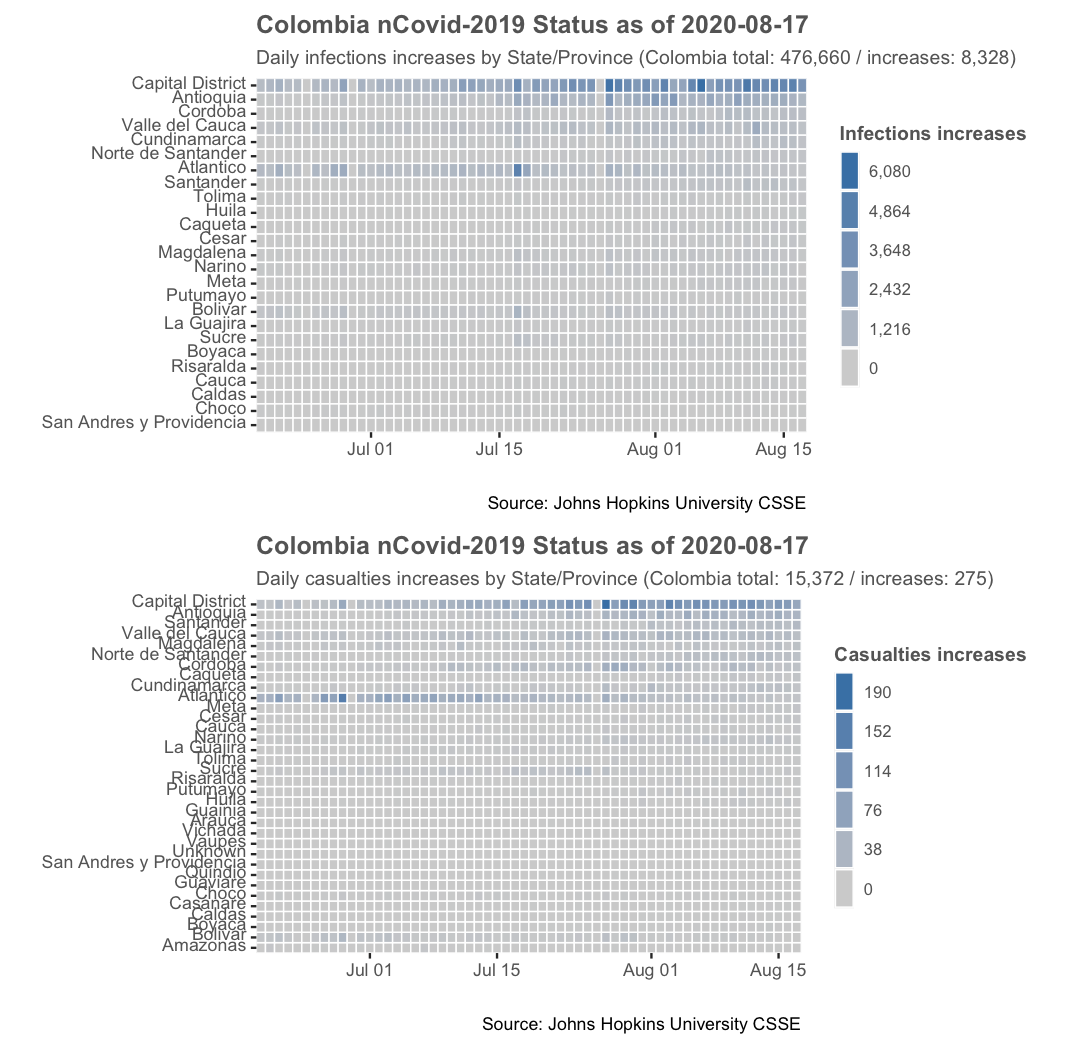 Colombia nCovid-2019 Status as of 2020-08-17
Daily infections increases by State/Province (Colombia total: 476,660 / increases: 8,328)
Capital District
Antioquia
Cordoba
Valle del Cauca
Cundinamarca
Norte de Santander
Atlantico
Santander
Tolima
Huila
Caqueta
Cesar
Magdalena
Narino
Meta
Putumayo
Bolivar
La Guajira
Sucre
Boyaca
Risaralda
Cauca
Caldas
Choco
San Andres y Providencia
Jul 01
Jul 15
Aug 01
Aug 15
Infections increases
6,080
4,864
3,648
2,432
1,216
0
Source: Johns Hopkins University CSSE
Colombia nCovid-2019 Status as of 2020-08-17
Daily casualties increases by State/Province (Colombia total: 15,372 / increases: 275)
Capital District
Antioquia
Santander
Valle del Cauca
Magdalena
Norte de Santander
Cordoba
Caqueta
Cundinamarca
Atlantico
Meta
Cesar
Cauca
Narino
La Guajira
Tolima
Sucre
Risaralda
Putumayo
Huila
Guainia
Arauca
Vichada
Vaupes
Unknown
San Andres y Providencia
Quindio
Guaviare
Choco
Casanare
Caldas
Boyaca
Bolivar
Amazonas
Jul 01
Jul 15
Aug 01
Aug 15
Casualties increases
190
152
114
76
38
0
Source: Johns Hopkins University CSSE